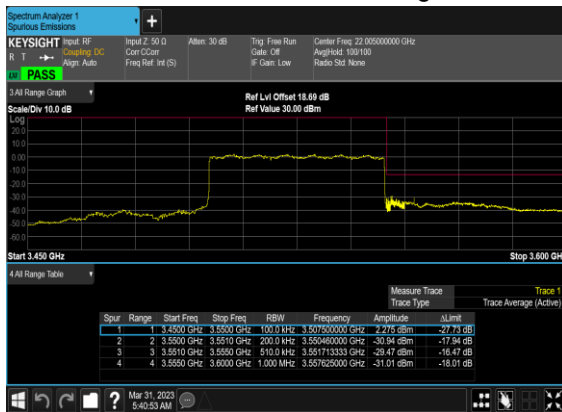 Spectrum Analyzer 1
Spurious Emissions
+
KEYSIGHT Input: RF Input Z: 50 Ω Atten: 30 dB Trig: Free Run Center Freq: 22.005000000 GHz
R T Coupling: DC Corr CCorr Gate: Off Avg|Hold: 100/100
Align: Auto Freq Ref: Int (S) IF Gain: Low Radio Std: None
PASS
3 All Range Graph
Ref Lvl Offset 18.69 dB
Scale/Div 10.0 dB Ref Value 30.00 dBm
Log
20.0
10.0
0.00
-10.0
-20.0
-30.0
-40.0
-50.0
-60.0
Start 3.450 GHz Stop 3.600 GH
4 All Range Table
Measure Trace Trace 1
Trace Type Trace Average (Active)
Spur Range Start Freq Stop Freq RBW Frequency Amplitude ΔLimit
1 1 3.4500 GHz 3.5500 GHz 100.0 kHz 3.507500000 GHz 2.275 dBm -27.73 dB
2 2 3.5500 GHz 3.5510 GHz 200.0 kHz 3.550460000 GHz -30.94 dBm -17.94 dB
3 3 3.5510 GHz 3.5550 GHz 510.0 kHz 3.551713333 GHz -29.47 dBm -16.47 dB
4 4 3.5550 GHz 3.6000 GHz 1.000 MHz 3.557625000 GHz -31.01 dBm -18.01 dB
?
Mar 31, 2023
5:40:53 AM